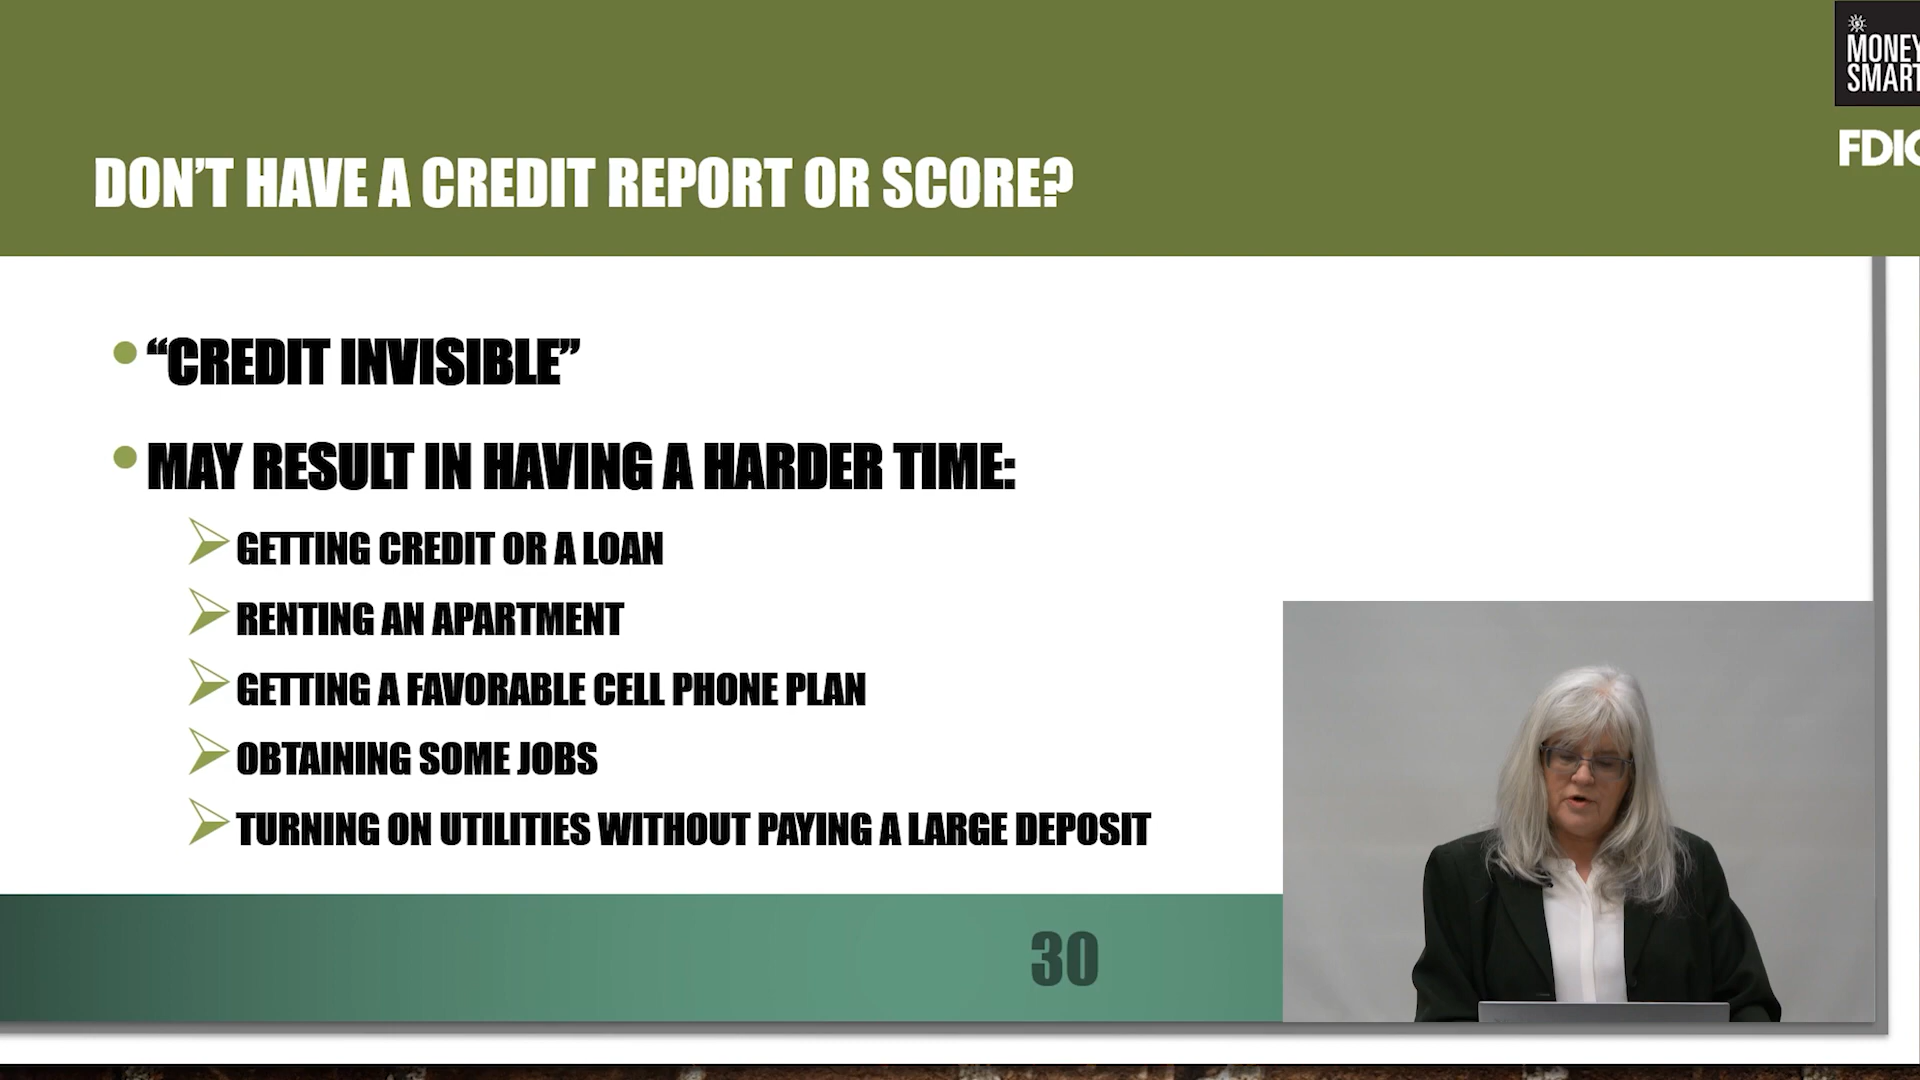 MONEY
SMART
FDIC
DON'T HAVE A CREDIT REPORT OR SCORE?
“CREDIT INVISIBLE”
MAY RESULT IN HAVING A HARDER TIME:
GETTING CREDIT OR A LOAN
RENTING AN APARTMENT
GETTING A FAVORABLE CELL PHONE PLAN
OBTAINING SOME JOBS
TURNING ON UTILITIES WITHOUT PAYING A LARGE DEPOSIT
30